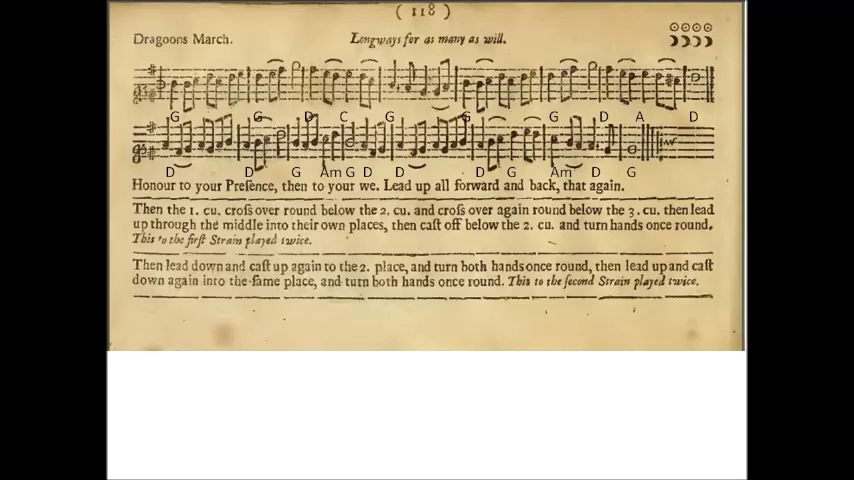 ( 118 )
Dragoons March. Longways for as many as will.
G G D C G G G D A D
D D G Am G D D D G Am D G
Honour to your Preſence, then to your we. Lead up all forward and back, that again.
Then the 1. cu. croſs over round below the 2. cu. and croſs over again round below the 3. cu. then lead
up through the middle into their own places, then caſt off below the 2. cu. and turn hands once round.
This to the firſt Strain played twice.
Then lead down and caſt up again to the 2. place, and turn both hands once round, then lead up and caſt
down again into the ſame place, and turn both hands once round. This to the ſecond Strain played twice.